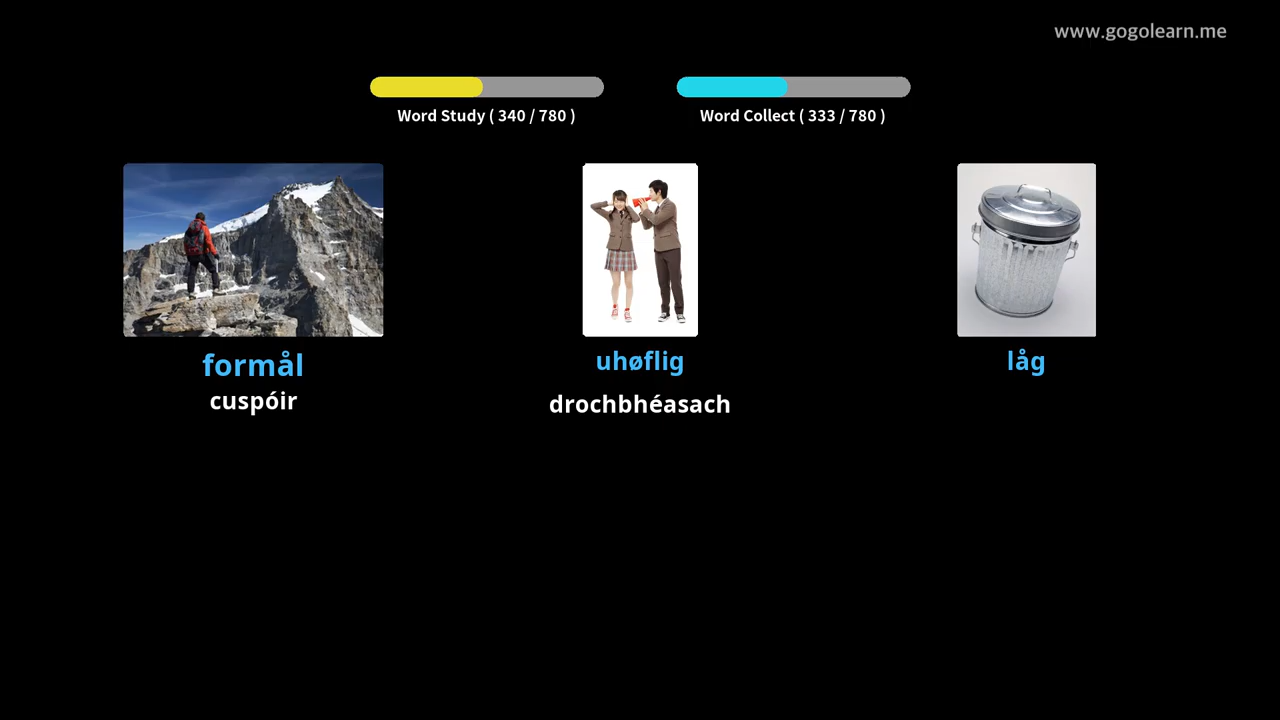 www.gogolearn.me
Word Study ( 340 / 780 )
Word Collect ( 333 / 780 )
formål
cuspóir
uhøflig
drochbhéasach
låg